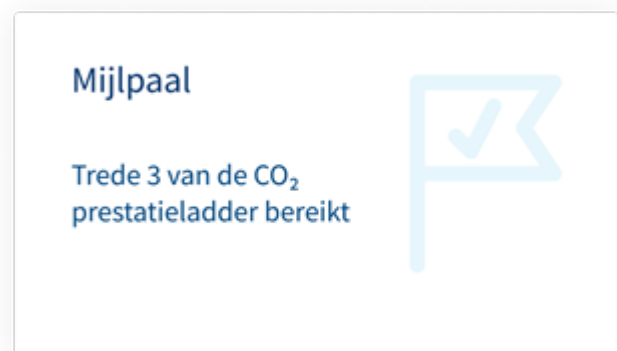 Mijlpaal
Trede 3 van de CO₂
prestatieladder bereikt